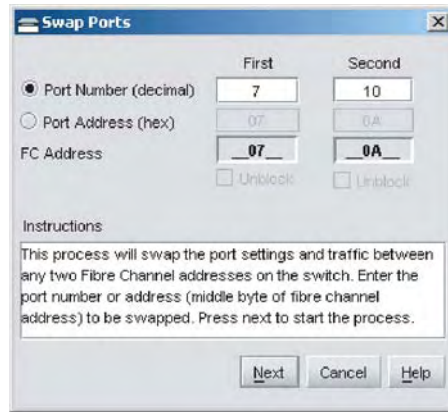 Swap Ports
First Second
Port Number (decimal) 7 10
Port Address (hex) 07 0A
FC Address __07__ __0A__
Unblock Unblock
Instructions
This process will swap the port settings and traffic between
any two Fibre Channel addresses on the switch. Enter the
port number or address (middle byte of fibre channel
address) to be swapped. Press next to start the process.
Next Cancel Help